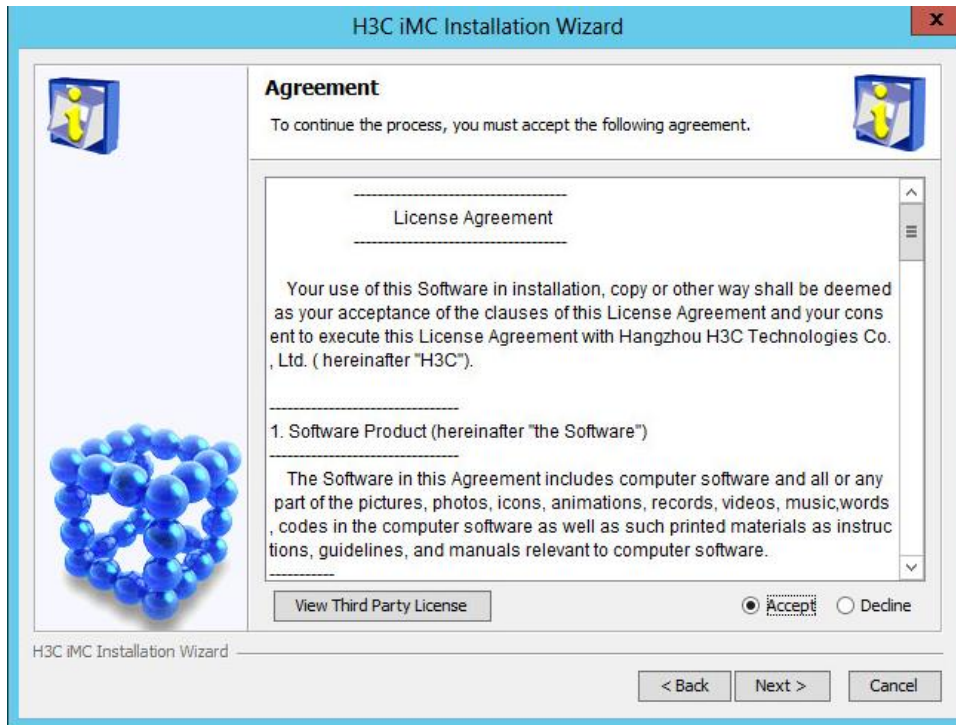 H3C iMC Installation Wizard
x
Agreement
To continue the process, you must accept the following agreement.
------------------------------------
License Agreement
------------------------------------
Your use of this Software in installation, copy or other way shall be deemed
as your acceptance of the clauses of this License Agreement and your cons
ent to execute this License Agreement with Hangzhou H3C Technologies Co.
, Ltd. ( hereinafter "H3C").
--------------------------------
1. Software Product (hereinafter "the Software")
--------------------------------
The Software in this Agreement includes computer software and all or any
part of the pictures, photos, icons, animations, records, videos, music,words
, codes in the computer software as well as such printed materials as instruc
tions, guidelines, and manuals relevant to computer software.
-----------
View Third Party License
Accept
Decline
H3C iMC Installation Wizard
< Back
Next >
Cancel